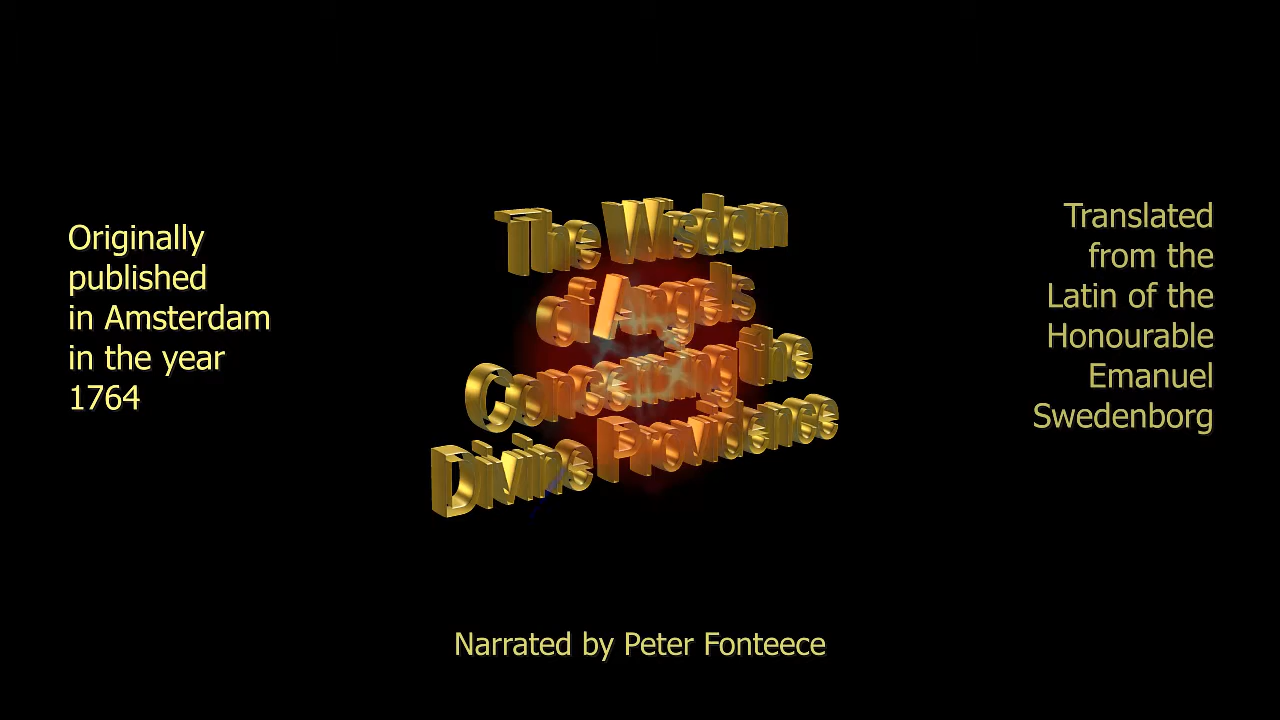 Originally
published
in Amsterdam
in the year
1764
The Wisdom
of Angels
Concerning the
Divine Providence
Translated
from the
Latin of the
Honourable
Emanuel
Swedenborg
Narrated by Peter Fonteece